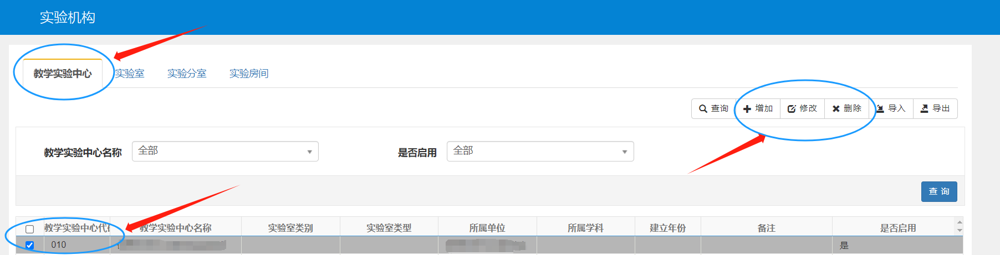 实验机构
教学实验中心 实验室 实验分室 实验房间
查询 增加 修改 删除 导入 导出
教学实验中心名称 全部 是否启用 全部
查 询
教学实验中心代 教学实验中心名称 实验室类别 实验室类型 所属单位 所属学科 建立年份 备注 是否启用
010 是